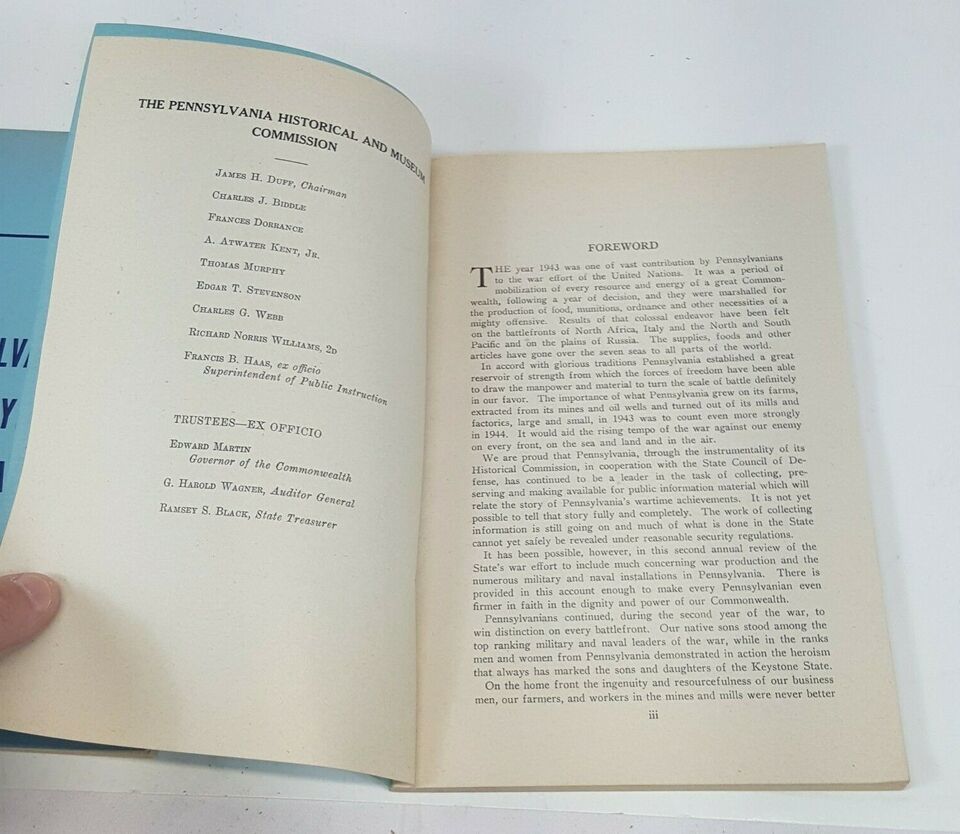 LVA
Y
A
THE PENNSYLVANIA HISTORICAL AND MUSEUM
COMMISSION
JAMES H. DUFF, Chairman
CHARLES J. BIDDLE
FRANCES DORRANCE
A. ATWATER KENT, JR.
THOMAS MURPHY
EDGAR T. STEVENSON
CHARLES G. WEBB
RICHARD NORRIS WILLIAMS, 2D
FRANCIS B. HAAS, ex officio
Superintendent of Public Instruction
TRUSTEES—EX OFFICIO
EDWARD MARTIN
Governor of the Commonwealth
G. HAROLD WAGNER, Auditor General
RAMSEY S. BLACK, State Treasurer
FOREWORD
THE year 1943 was one of vast contribution by Pennsylvanians
to the war effort of the United Nations. It was a period of
mobilization of every resource and energy of a great Common-
wealth, following a year of decision, and they were marshalled for
the production of food, munitions, ordnance and other necessities of a
mighty offensive. Results of that colossal endeavor have been felt
on the battlefronts of North Africa, Italy and the North and South
Pacific and on the plains of Russia. The supplies, foods and other
articles have gone over the seven seas to all parts of the world.
In accord with glorious traditions Pennsylvania established a great
reservoir of strength from which the forces of freedom have been able
to draw the manpower and material to turn the scale of battle definitely
in our favor. The importance of what Pennsylvania grew on its farms,
extracted from its mines and oil wells and turned out of its mills and
factories, large and small, in 1943 was to count even more strongly
in 1944. It would aid the rising tempo of the war against our enemy
on every front, on the sea and land and in the air.
We are proud that Pennsylvania, through the instrumentality of its
Historical Commission, in cooperation with the State Council of De-
fense, has continued to be a leader in the task of collecting, pre-
serving and making available for public information material which will
relate the story of Pennsylvania's wartime achievements. It is not yet
possible to tell that story fully and completely. The work of collecting
information is still going on and much of what is done in the State
cannot yet safely be revealed under reasonable security regulations.
It has been possible, however, in this second annual review of the
State's war effort to include much concerning war production and the
numerous military and naval installations in Pennsylvania. There is
provided in this account enough to make every Pennsylvanian even
firmer in faith in the dignity and power of our Commonwealth.
Pennsylvanians continued, during the second year of the war, to
win distinction on every battlefront. Our native sons stood among the
top ranking military and naval leaders of the war, while in the ranks
men and women from Pennsylvania demonstrated in action the heroism
that always has marked the sons and daughters of the Keystone State.
On the home front the ingenuity and resourcefulness of our business
men, our farmers, and workers in the mines and mills were never better
iii